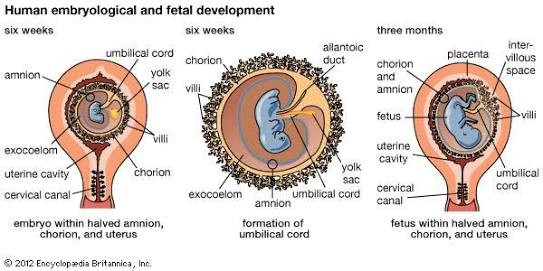 Human embryological and fetal development
six weeks
umbilical cord
amnion
yolk
sac
villi
exocoelom
uterine cavity
chorion
cervical canal
embryo within halved amnion,
chorion, and uterus
six weeks
chorion
allantoic
duct
villi
yolk
sac
exocoelom
umbilical cord
amnion
formation of
umbilical cord
three months
placenta
inter-
villous
space
chorion
and
amnion
fetus
villi
uterine
cavity
umbilical
cord
cervical
canal
fetus within halved amnion,
chorion, and uterus
© 2012 Encyclopædia Britannica, Inc.